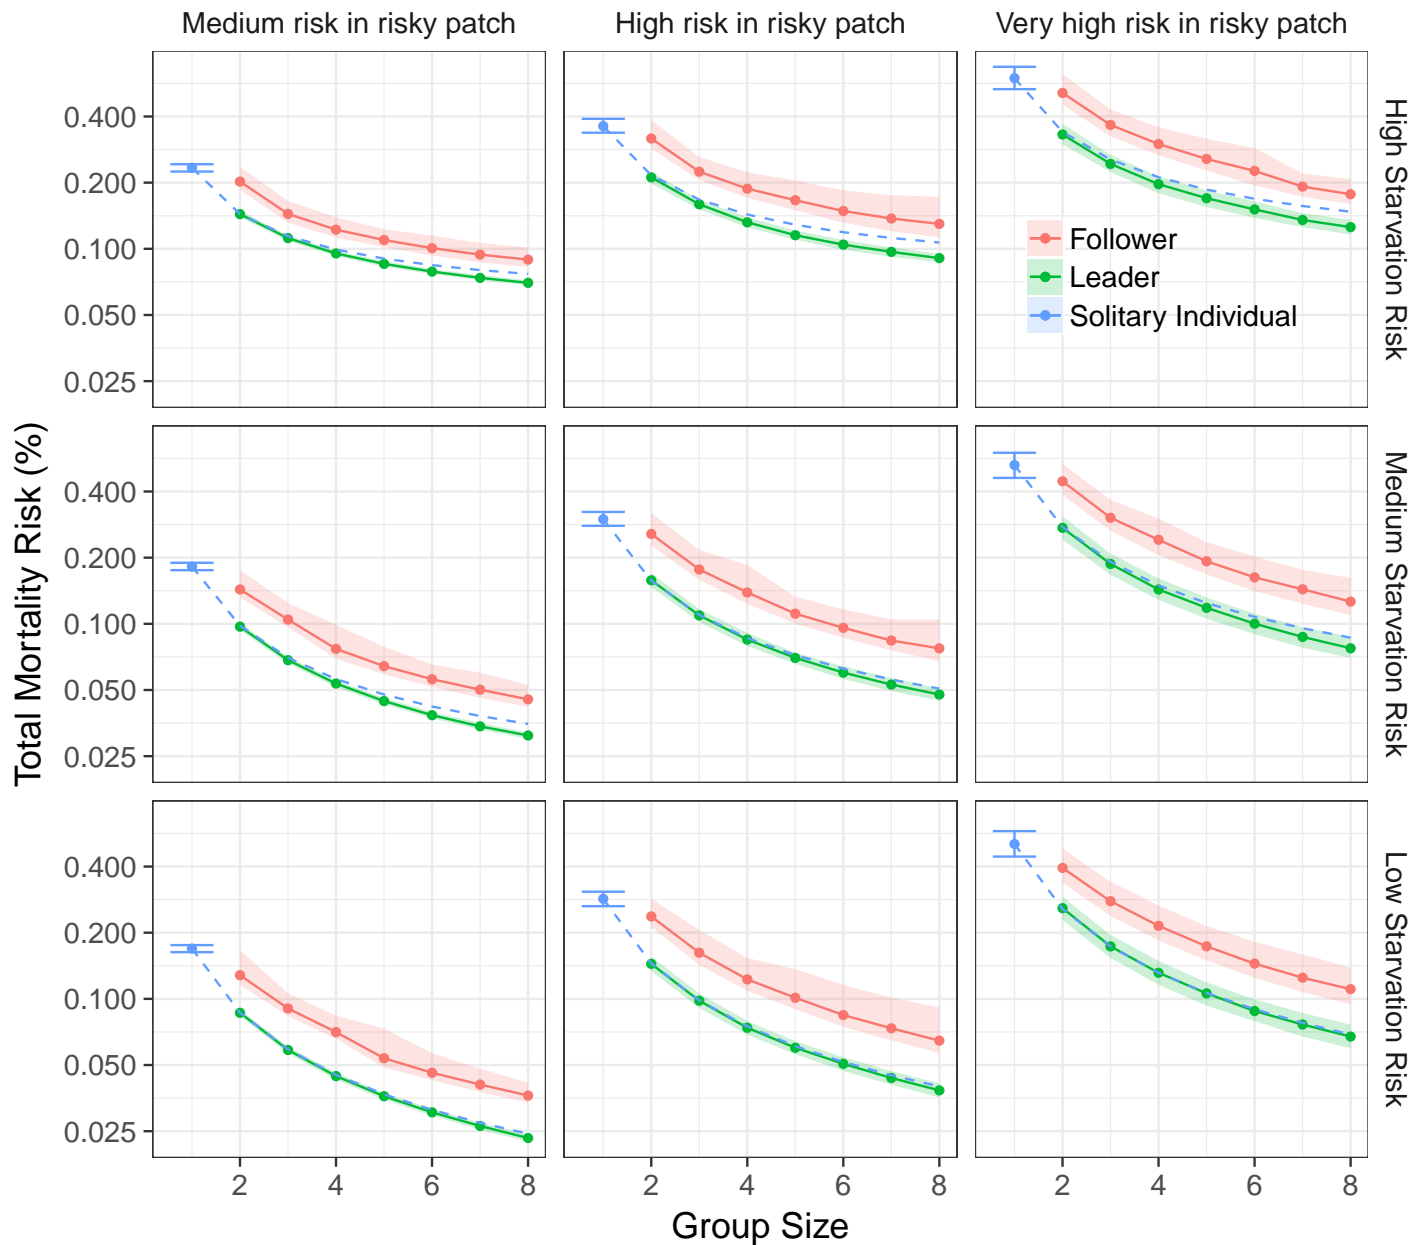 Medium risk in risky patch
High risk in risky patch
Very high risk in risky patch
0.400
0.200
0.100
0.050
0.025
High Starvation Risk
Follower
Leader
Solitary Individual
Total Mortality Risk (%)
0.400
0.200
0.100
0.050
0.025
Medium Starvation Risk
0.400
0.200
0.100
0.050
0.025
Low Starvation Risk
2 4 6 8
2 4 6 8
2 4 6 8
Group Size